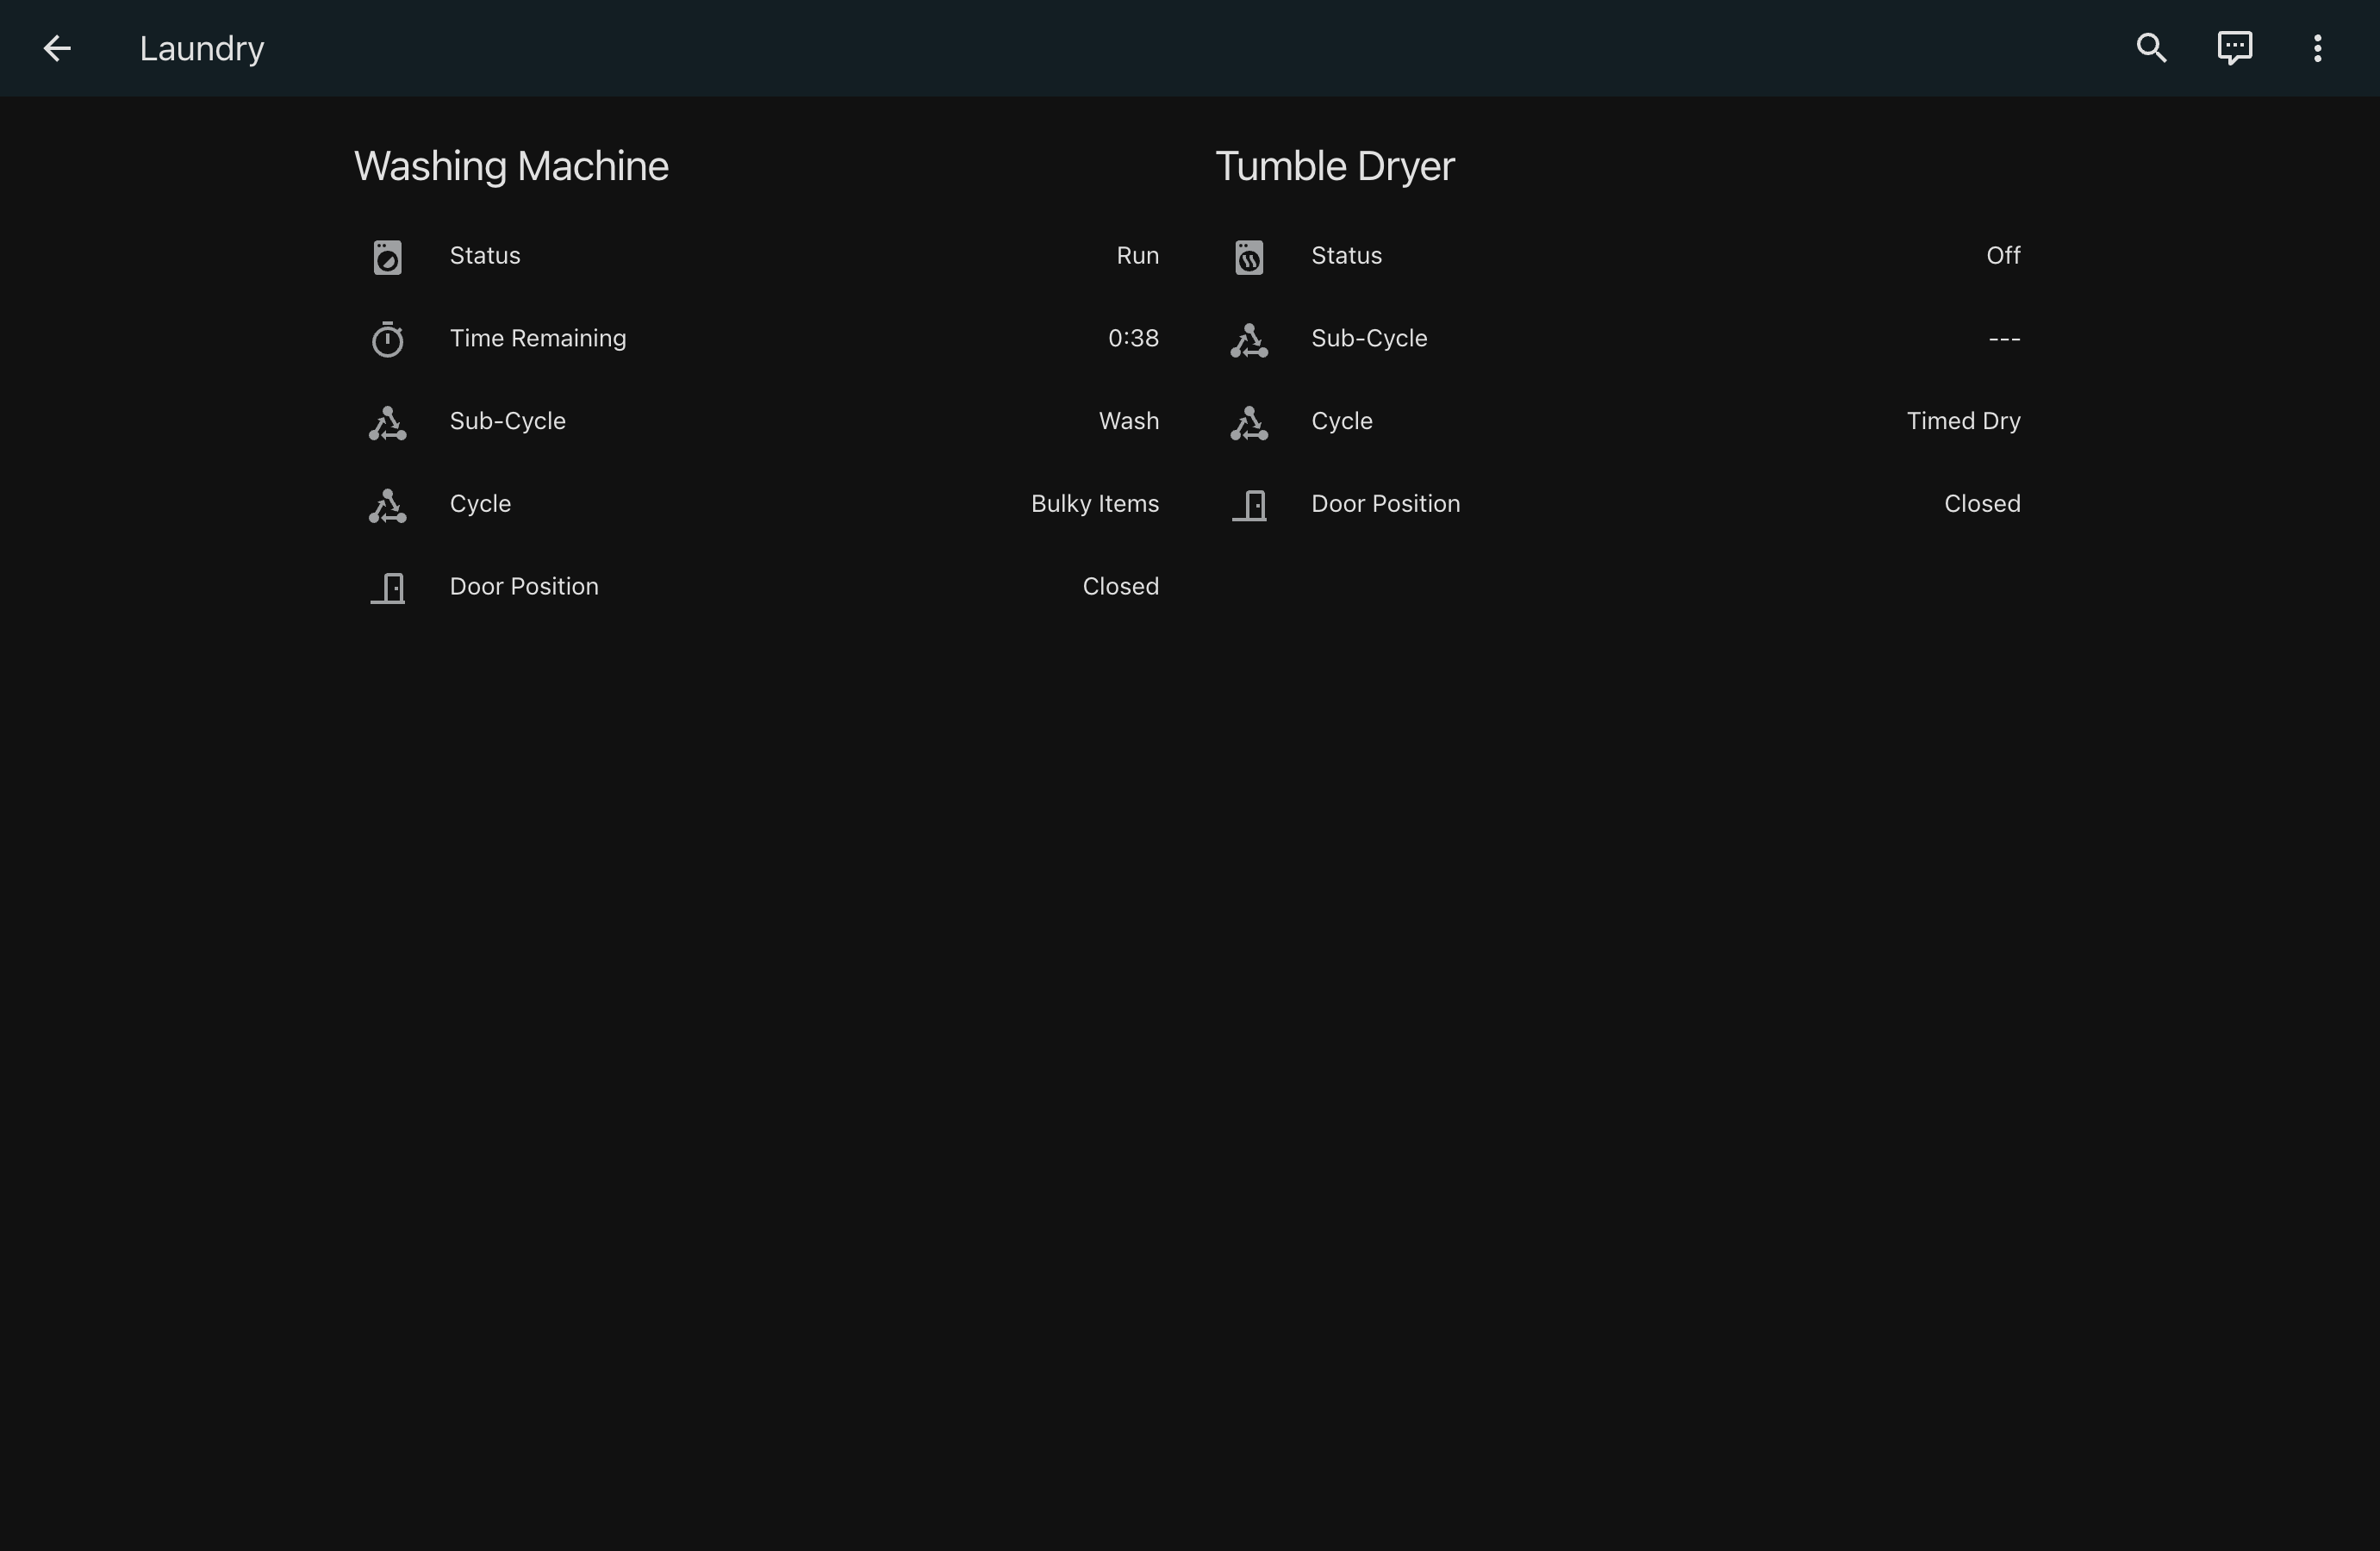 Laundry
Washing Machine
Status Run
Time Remaining 0:38
Sub-Cycle Wash
Cycle Bulky Items
Door Position Closed
Tumble Dryer
Status Off
Sub-Cycle ---
Cycle Timed Dry
Door Position Closed